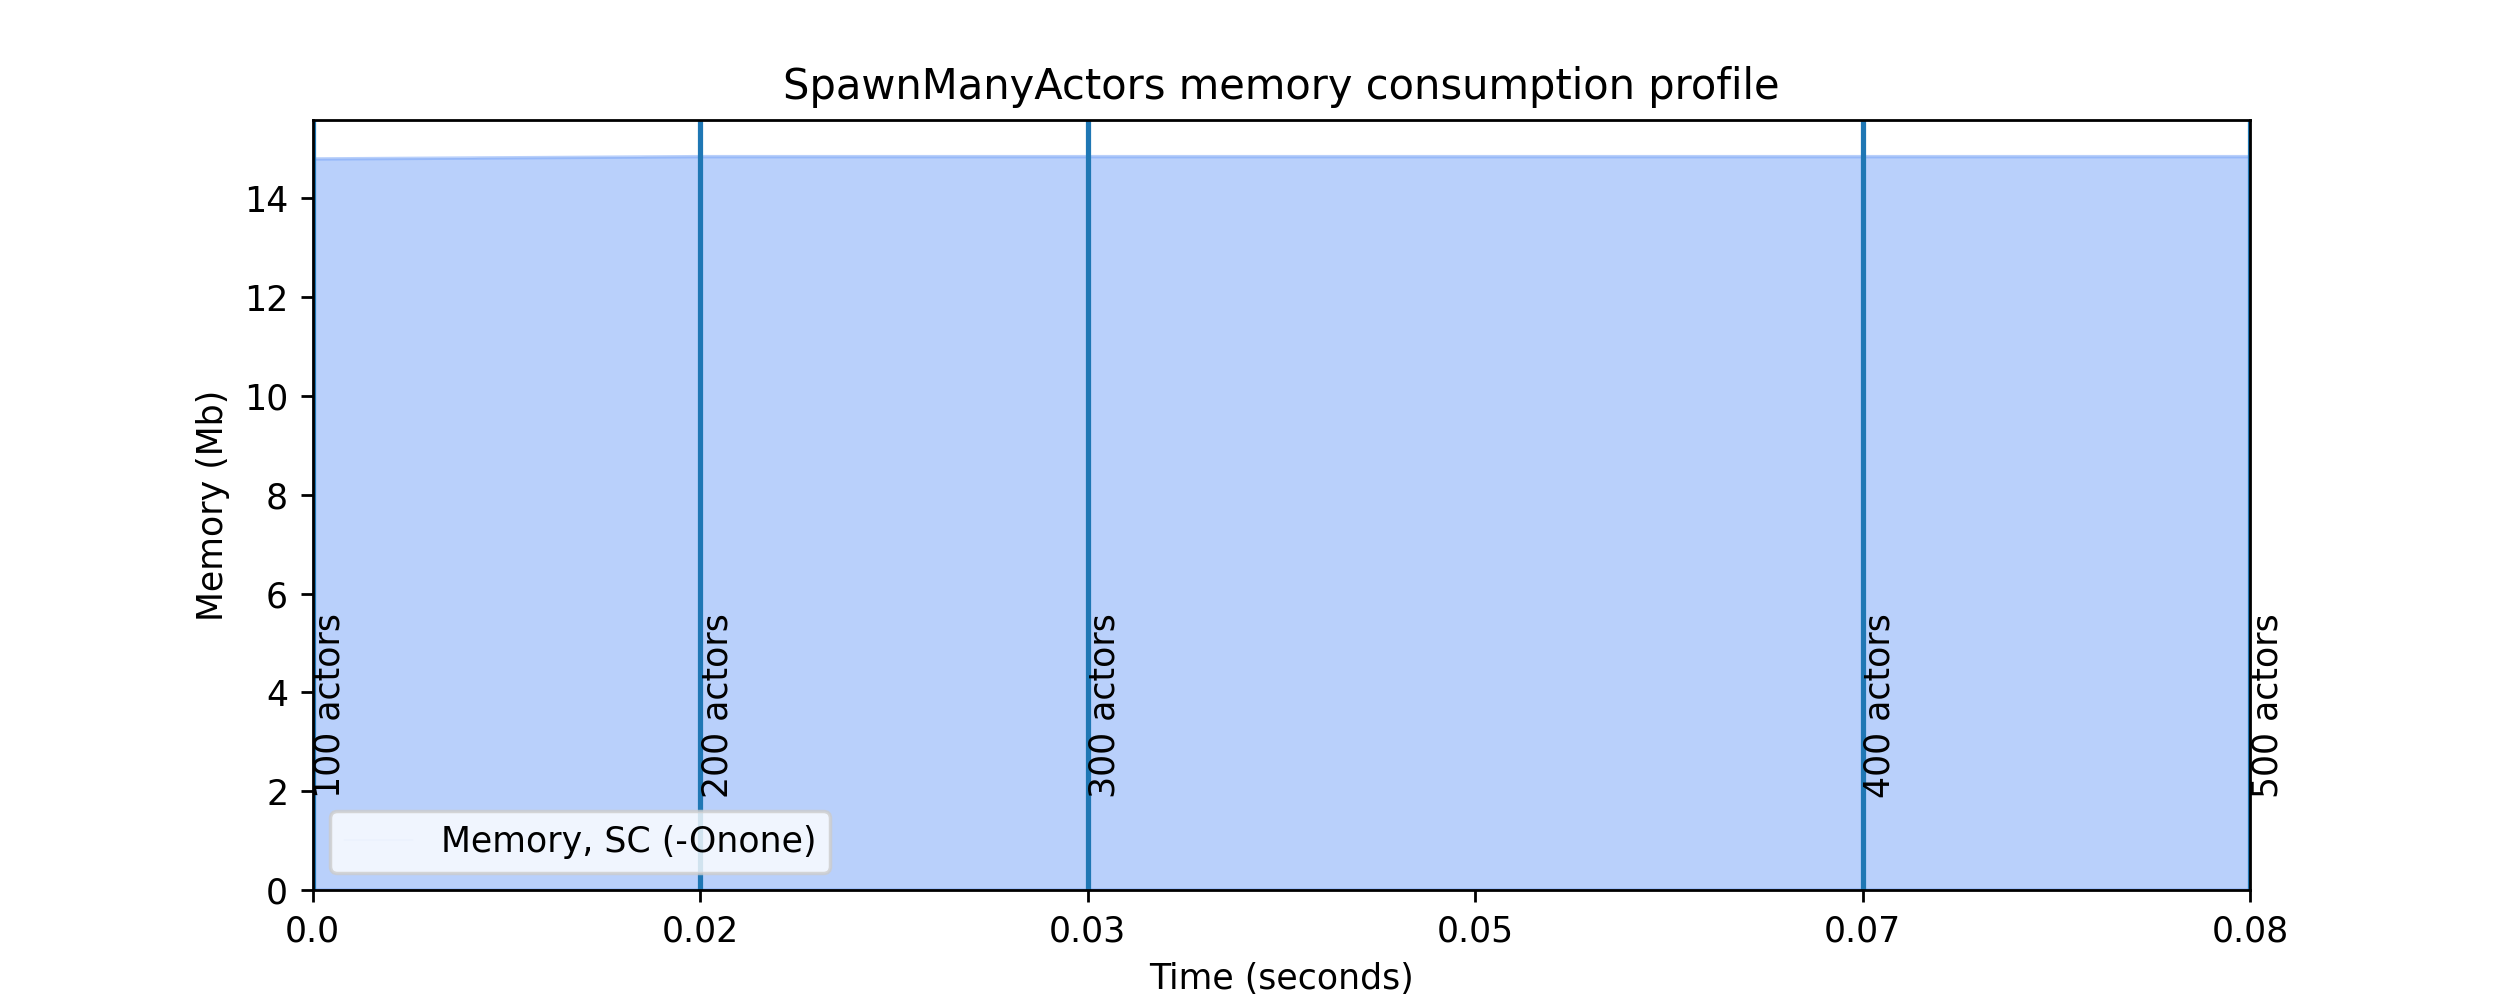 SpawnManyActors memory consumption profile
Memory (Mb)
14
12
10
8
6
4
2
0
100 actors
200 actors
300 actors
400 actors
500 actors
Memory, SC (-Onone)
0.0
0.02
0.03
0.05
0.07
0.08
Time (seconds)